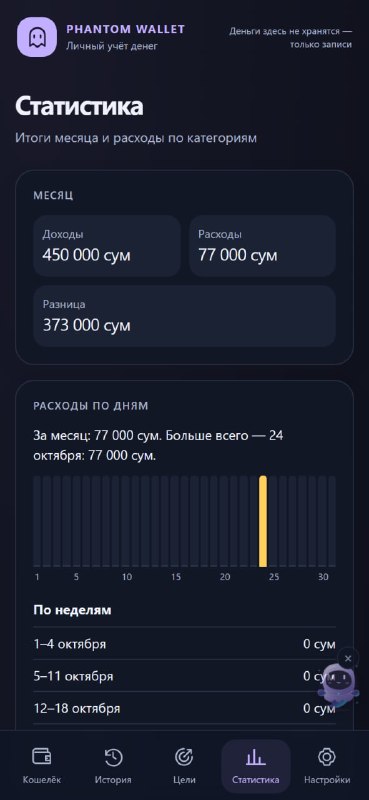 PHANTOM WALLET
Личный учёт денег
Деньги здесь не хранятся —
только записи
Статистика
Итоги месяца и расходы по категориям
МЕСЯЦ
Доходы
450 000 сум
Расходы
77 000 сум
Разница
373 000 сум
РАСХОДЫ ПО ДНЯМ
За месяц: 77 000 сум. Больше всего — 24
октября: 77 000 сум.
1 5 10 15 20 25 30
По неделям
1–4 октября 0 сум
5–11 октября 0 сум
12–18 октября 0 сум
Кошелёк История Цели Статистика Настройки